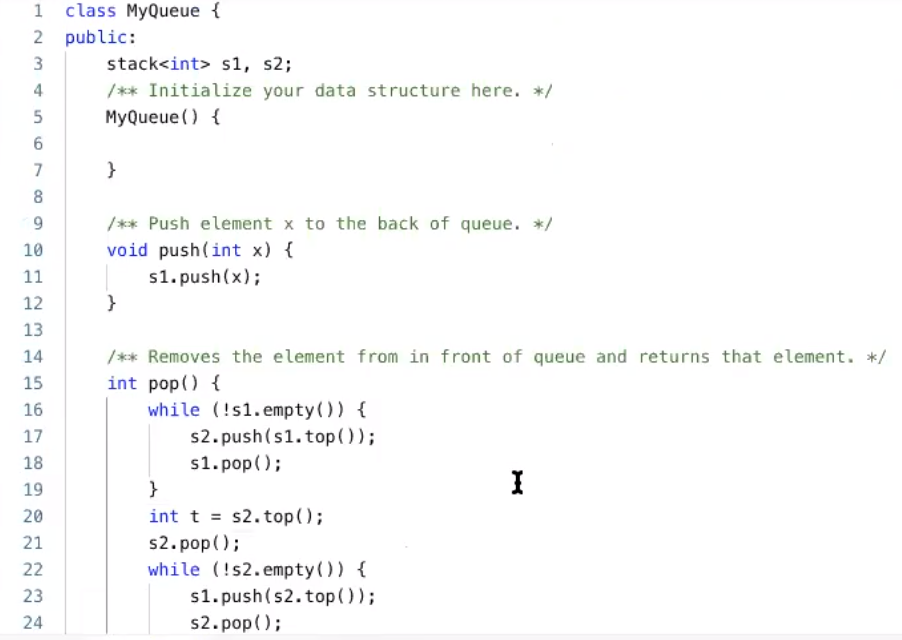 1 class MyQueue {
2 public:
3     stack<int> s1, s2;
4     /** Initialize your data structure here. */
5     MyQueue() {
6
7     }
8
9     /** Push element x to the back of queue. */
10     void push(int x) {
11         s1.push(x);
12     }
13
14     /** Removes the element from in front of queue and returns that element. */
15     int pop() {
16         while (!s1.empty()) {
17             s2.push(s1.top());
18             s1.pop();
19         }
20         int t = s2.top();
21         s2.pop();
22         while (!s2.empty()) {
23             s1.push(s2.top());
24             s2.pop();